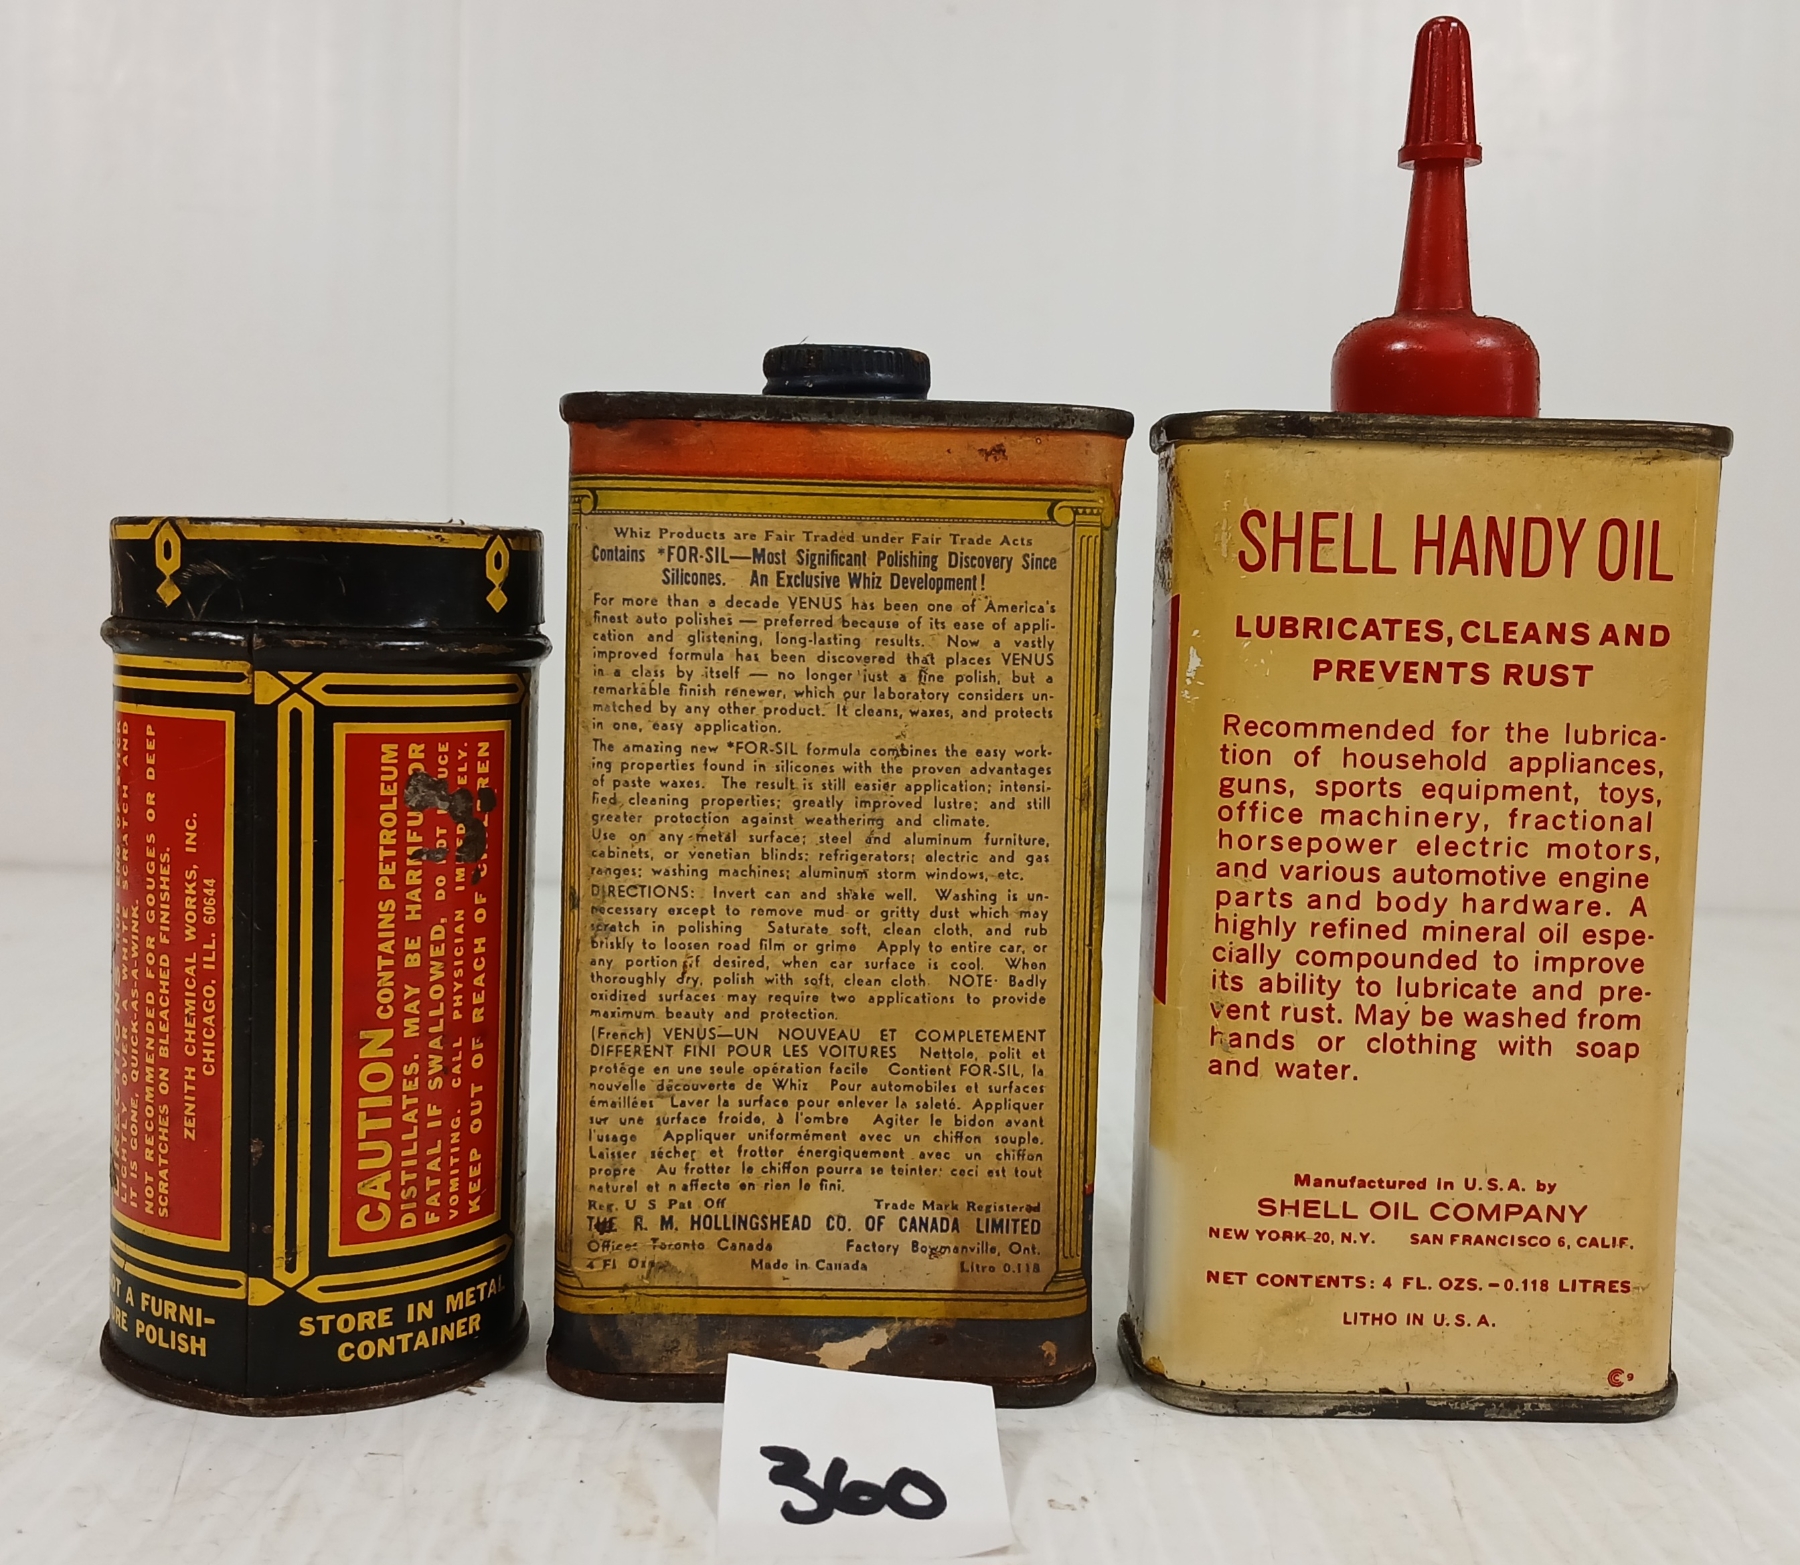 LIGHTLY OVER A WHITE SCRATCH AND
IT IS GONE, QUICK-AS-A-WINK.
NOT RECOMMENDED FOR GOUGES OR DEEP
SCRATCHES ON BLEACHED FINISHES.
ZENITH CHEMICAL WORKS, INC.
CHICAGO, ILL. 60644
A FURNI-
POLISH
CAUTION CONTAINS PETROLEUM
DISTILLATES. MAY BE HARMFUL OR
FATAL IF SWALLOWED, DO NOT
VOMITING. CALL PHYSICIAN
KEEP OUT OF REACH OF
STORE IN METAL
CONTAINER
Whiz Products are Fair Traded under Fair Trade Acts
Contains *FOR-SIL—Most Significant Polishing Discovery Since
Silicones. An Exclusive Whiz Development!
For more than a decade VENUS has been one of America's
finest auto polishes — preferred because of its ease of appli-
cation and glistening, long-lasting results. Now a vastly
improved formula has been discovered that places VENUS
in a class by itself — no longer just a fine polish, but a
remarkable finish renewer, which our laboratory considers un-
matched by any other product. It cleans, waxes, and protects
in one, easy application.
The amazing new *FOR-SIL formula combines the easy work-
ing properties found in silicones with the proven advantages
of paste waxes. The result is still easier application; intensi-
fied cleaning properties; greatly improved lustre; and still
greater protection against weathering and climate.
Use on any metal surface; steel and aluminum furniture,
cabinets, or venetian blinds; refrigerators; electric and gas
ranges; washing machines; aluminum storm windows, etc.
DIRECTIONS: Invert can and shake well. Washing is un-
necessary except to remove mud or gritty dust which may
scratch in polishing Saturate soft, clean cloth, and rub
briskly to loosen road film or grime Apply to entire car, or
any portion if desired, when car surface is cool. When
thoroughly dry, polish with soft, clean cloth. NOTE· Badly
oxidized surfaces may require two applications to provide
maximum beauty and protection.
(French) VENUS—UN NOUVEAU ET COMPLETEMENT
DIFFERENT FINI POUR LES VOITURES Nettoie, polit et
protège en une seule opération facile Contient FOR-SIL, la
nouvelle découverte de Whiz Pour automobiles et surfaces
émaillées Laver la surface pour enlever la saleté. Appliquer
sur une surface froide, à l'ombre Agiter le bidon avant
l'usage Appliquer uniformément avec un chiffon souple.
Laisser sécher et frotter énergiquement avec un chiffon
propre Au frotter le chiffon pourra se teinter: ceci est tout
naturel et n affecte en rien le fini.
Reg. U S Pat Off Trade Mark Registered
THE R. M. HOLLINGSHEAD CO. OF CANADA LIMITED
Offices Toronto Canada Factory Bowmanville, Ont.
4 Fl Ozs. Made in Canada Litre 0.118
SHELL HANDY OIL
LUBRICATES, CLEANS AND
PREVENTS RUST
Recommended for the lubrica-
tion of household appliances,
guns, sports equipment, toys,
office machinery, fractional
horsepower electric motors,
and various automotive engine
parts and body hardware. A
highly refined mineral oil espe-
cially compounded to improve
its ability to lubricate and pre-
vent rust. May be washed from
hands or clothing with soap
and water.
Manufactured in U.S.A. by
SHELL OIL COMPANY
NEW YORK 20, N.Y. SAN FRANCISCO 6, CALIF.
NET CONTENTS: 4 FL. OZS. – 0.118 LITRES
LITHO IN U.S.A.
9
360